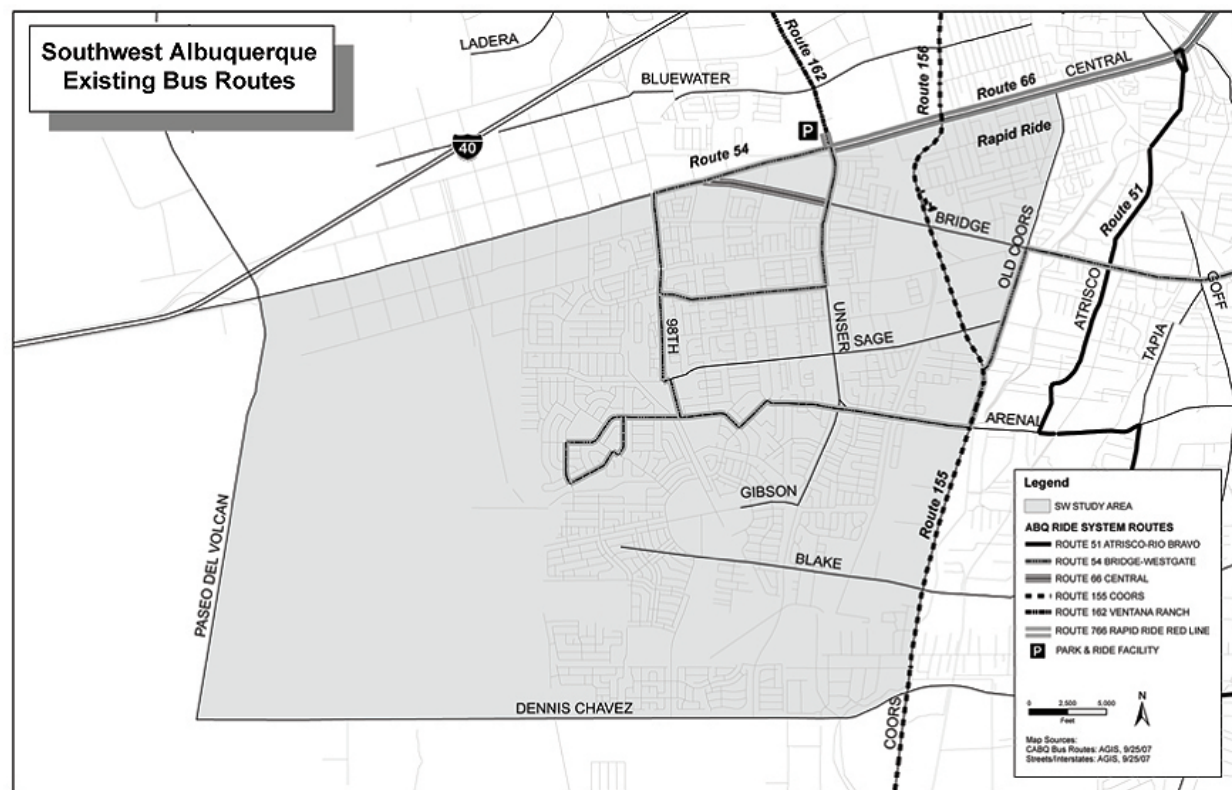 Southwest Albuquerque
Existing Bus Routes
LADERA
BLUEWATER
40
Route 162
Route 156
Route 66
CENTRAL
P
Route 54
Rapid Ride
BRIDGE
OLD COORS
Route 51
ATRISCO
GOFF
TAPIA
98TH
UNSER
SAGE
ARENAL
GIBSON
Route 155
BLAKE
PASEO DEL VOLCAN
DENNIS CHAVEZ
COORS
Legend
SW STUDY AREA
ABQ RIDE SYSTEM ROUTES
ROUTE 51 ATRISCO-RIO BRAVO
ROUTE 54 BRIDGE-WESTGATE
ROUTE 66 CENTRAL
ROUTE 155 COORS
ROUTE 162 VENTANA RANCH
ROUTE 766 RAPID RIDE RED LINE
P PARK & RIDE FACILITY
0 2,500 5,000
Feet
N
Map Sources:
CABQ Bus Routes: AGIS, 9/25/07
Streets/Interstates: AGIS, 9/25/07